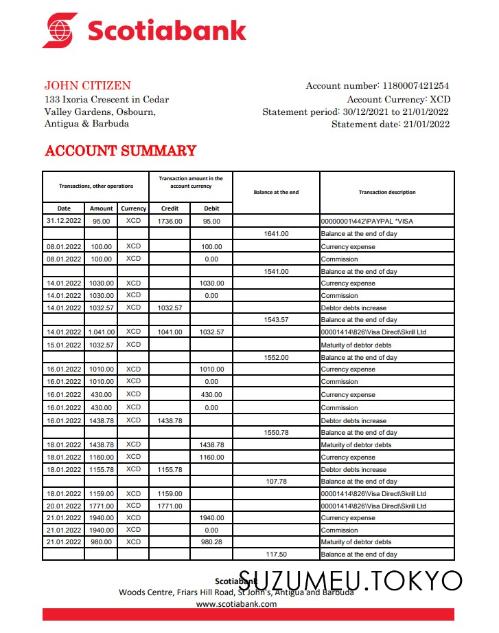 Scotiabank
JOHN CITIZEN
133 Ixoria Crescent in Cedar
Valley Gardens, Osbourn,
Antigua & Barbuda
Account number: 1180007421254
Account Currency: XCD
Statement period: 30/12/2021 to 21/01/2022
Statement date: 21/01/2022
ACCOUNT SUMMARY
Transactions, other operations Transaction amount in the account currency Balance at the end Transaction description
Date Amount Currency Credit Debit
31.12.2022 95.00 XCD 1736.00 95.00 00000001\442\PAYPAL *VISA
1641.00 Balance at the end of day
08.01.2022 100.00 XCD 100.00 Currency expense
08.01.2022 100.00 XCD 0.00 Commission
1541.00 Balance at the end of day
14.01.2022 1030.00 XCD 1030.00 Currency expense
14.01.2022 1030.00 XCD 0.00 Commission
14.01.2022 1032.57 XCD 1032.57 Debtor debts increase
1543.57 Balance at the end of day
14.01.2022 1.041.00 XCD 1041.00 1032.57 00001414\826\Visa Direct\Skrill Ltd
15.01.2022 1032.57 XCD Maturity of debtor debts
1552.00 Balance at the end of day
16.01.2022 1010.00 XCD 1010.00 Currency expense
16.01.2022 1010.00 XCD 0.00 Commission
16.01.2022 430.00 XCD 430.00 Currency expense
16.01.2022 430.00 XCD 0.00 Commission
16.01.2022 1438.78 XCD 1438.78 Debtor debts increase
1550.78 Balance at the end of day
18.01.2022 1438.78 XCD 1438.78 Maturity of debtor debts
18.01.2022 1160.00 XCD 1160.00 Currency expense
18.01.2022 1155.78 XCD 1155.78 Debtor debts increase
107.78 Balance at the end of day
18.01.2022 1159.00 XCD 1159.00 00001414\826\Visa Direct\Skrill Ltd
20.01.2022 1771.00 XCD 1771.00 00001414\826\Visa Direct\Skrill Ltd
21.01.2022 1940.00 XCD 1940.00 Currency expense
21.01.2022 1940.00 XCD 0.00 Commission
21.01.2022 980.00 XCD 980.28 Maturity of debtor debts
117.50 Balance at the end of day
Scotiabank
SUZUMEU.TOKYO
Woods Centre, Friars Hill Road, St John's, Antigua and Barbuda
www.scotiabank.com